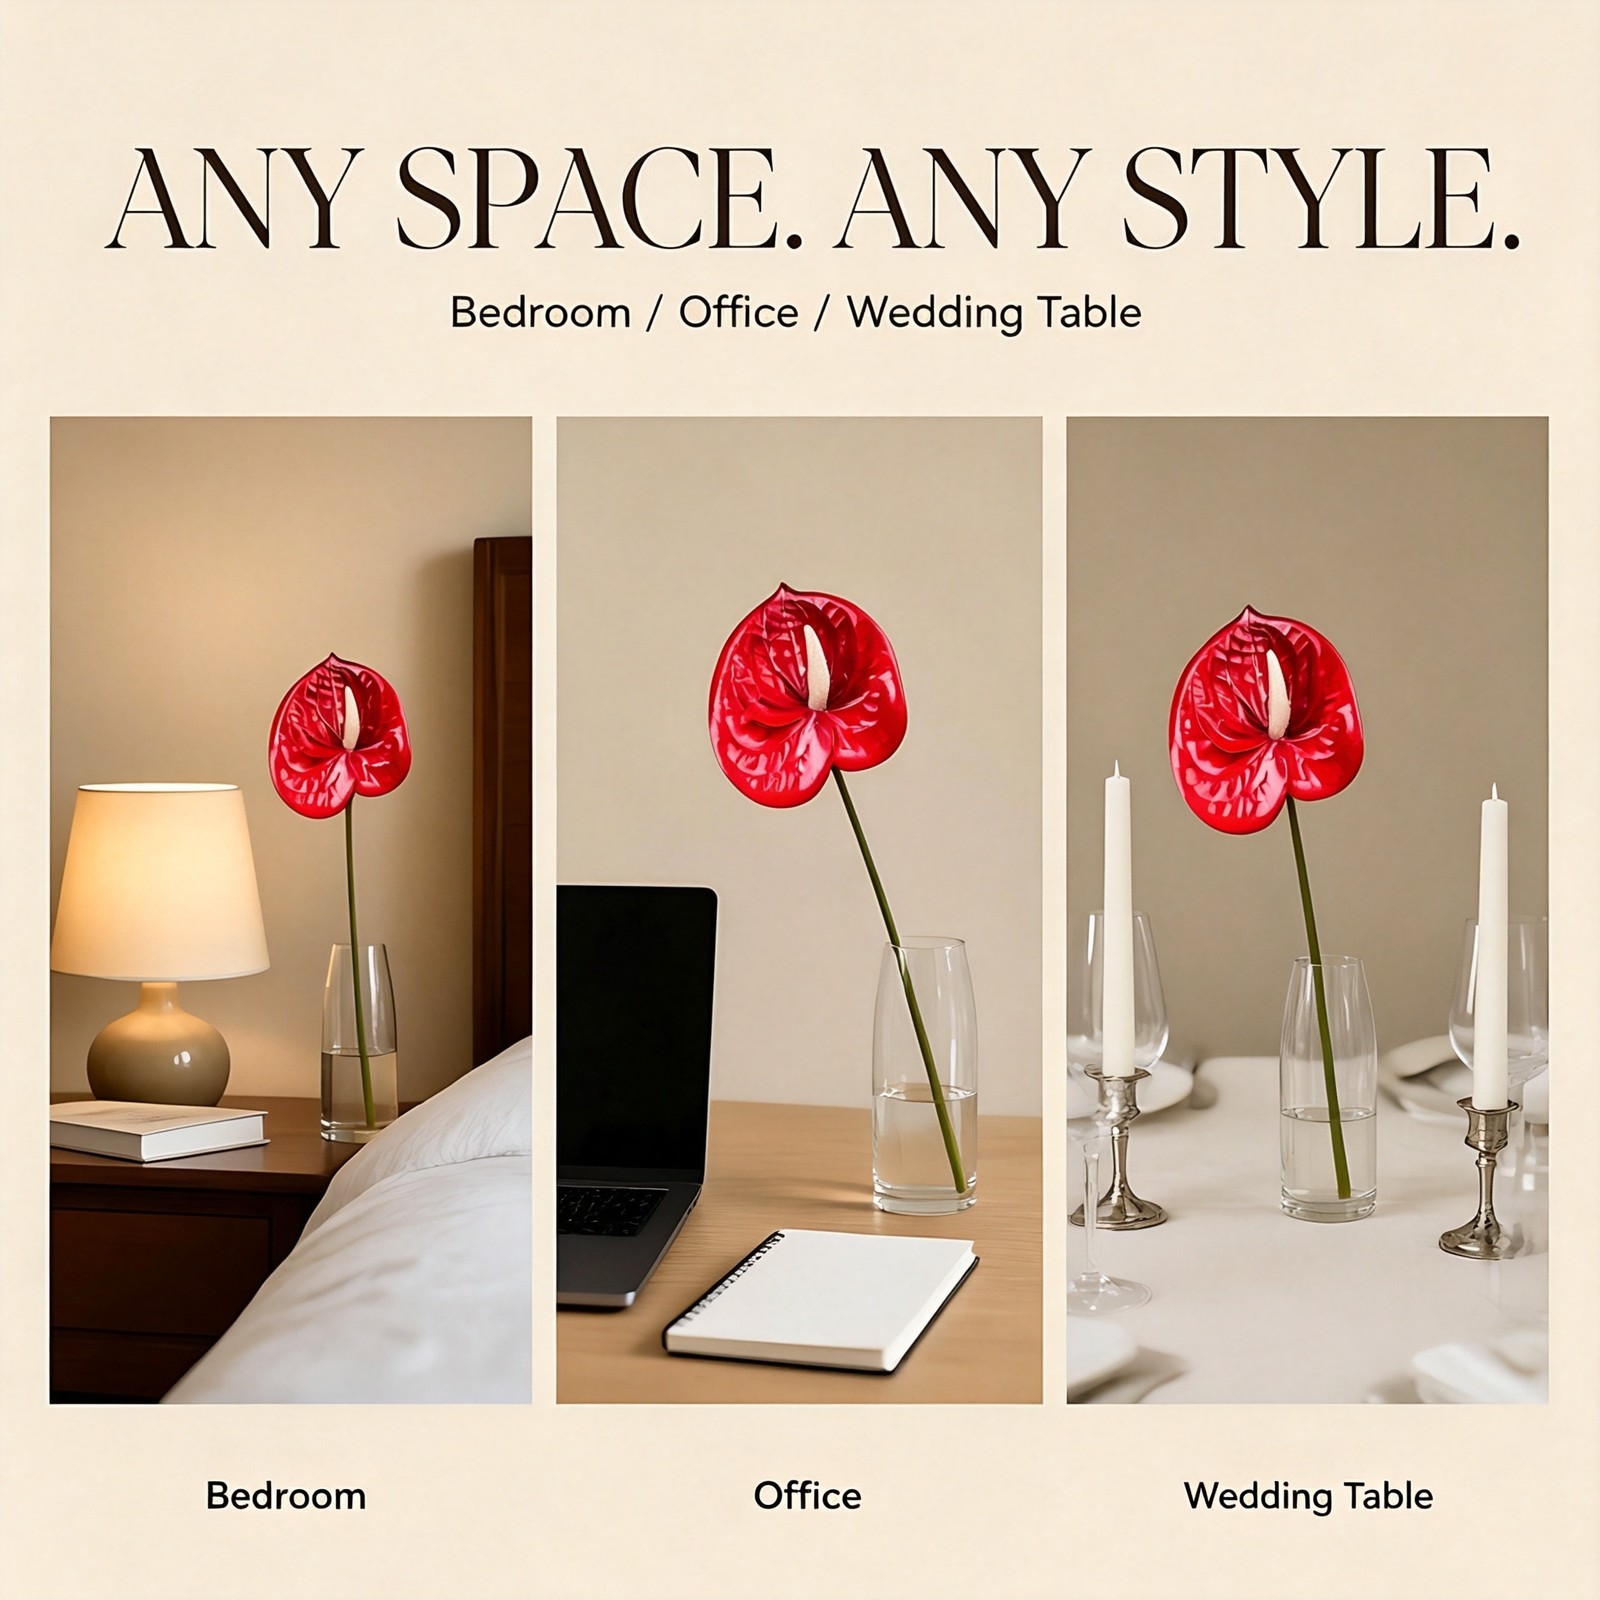 ANY SPACE. ANY STYLE.
Bedroom / Office / Wedding Table
Bedroom
Office
Wedding Table